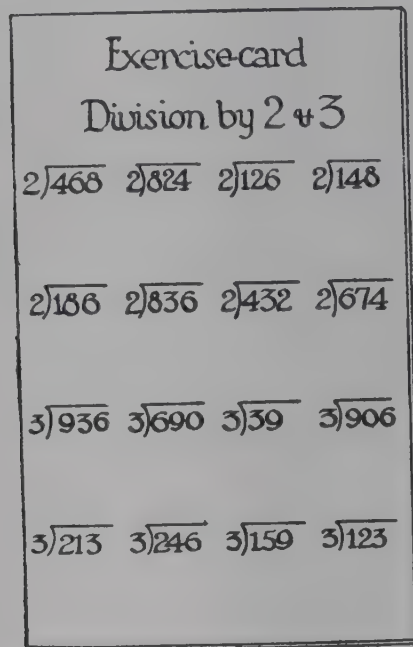 Exercise-card
Division by 2 & 3
2)468 2)824 2)126 2)148
2)186 2)836 2)432 2)674
3)936 3)690 3)39 3)906
3)213 3)246 3)159 3)123